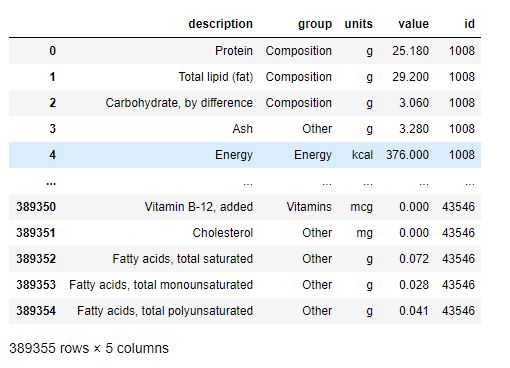 description group units value id
0 Protein Composition g 25.180 1008
1 Total lipid (fat) Composition g 29.200 1008
2 Carbohydrate, by difference Composition g 3.060 1008
3 Ash Other g 3.280 1008
4 Energy Energy kcal 376.000 1008
... ... ... ... ... ...
389350 Vitamin B-12, added Vitamins mcg 0.000 43546
389351 Cholesterol Other mg 0.000 43546
389352 Fatty acids, total saturated Other g 0.072 43546
389353 Fatty acids, total monounsaturated Other g 0.028 43546
389354 Fatty acids, total polyunsaturated Other g 0.041 43546
389355 rows × 5 columns